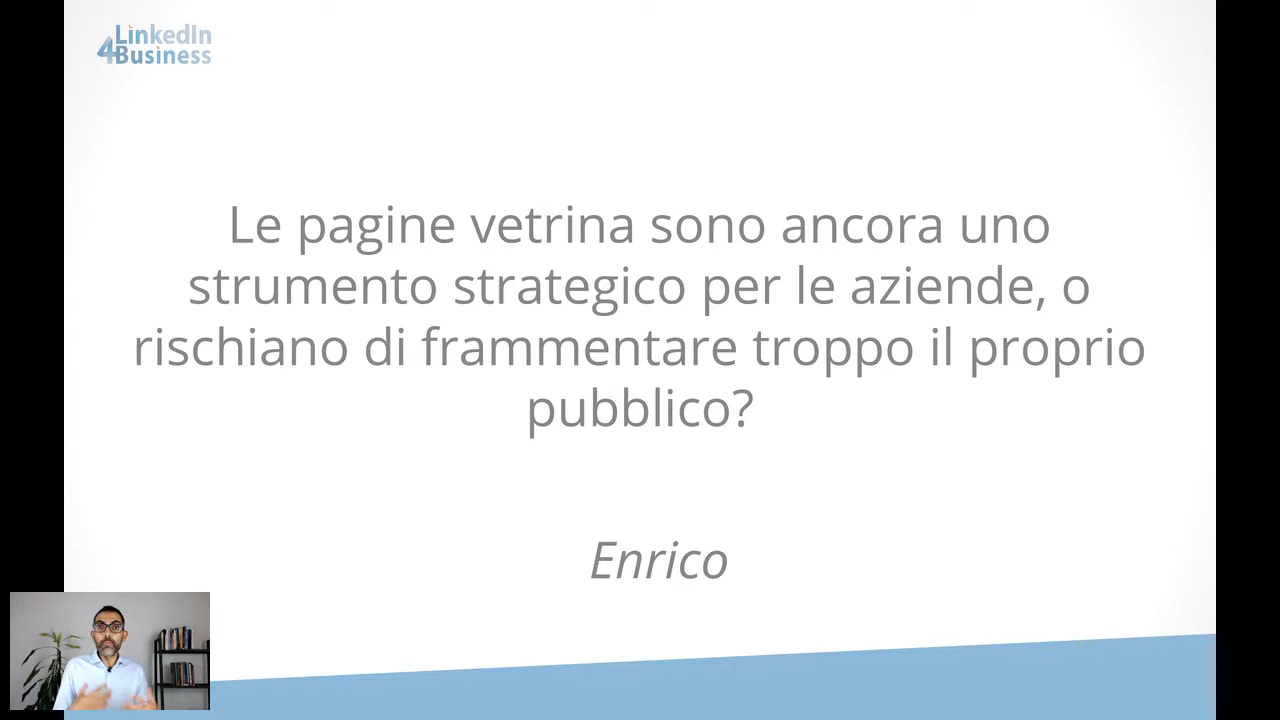 LinkedIn
4Business
Le pagine vetrina sono ancora uno
strumento strategico per le aziende, o
rischiano di frammentare troppo il proprio
pubblico?
Enrico